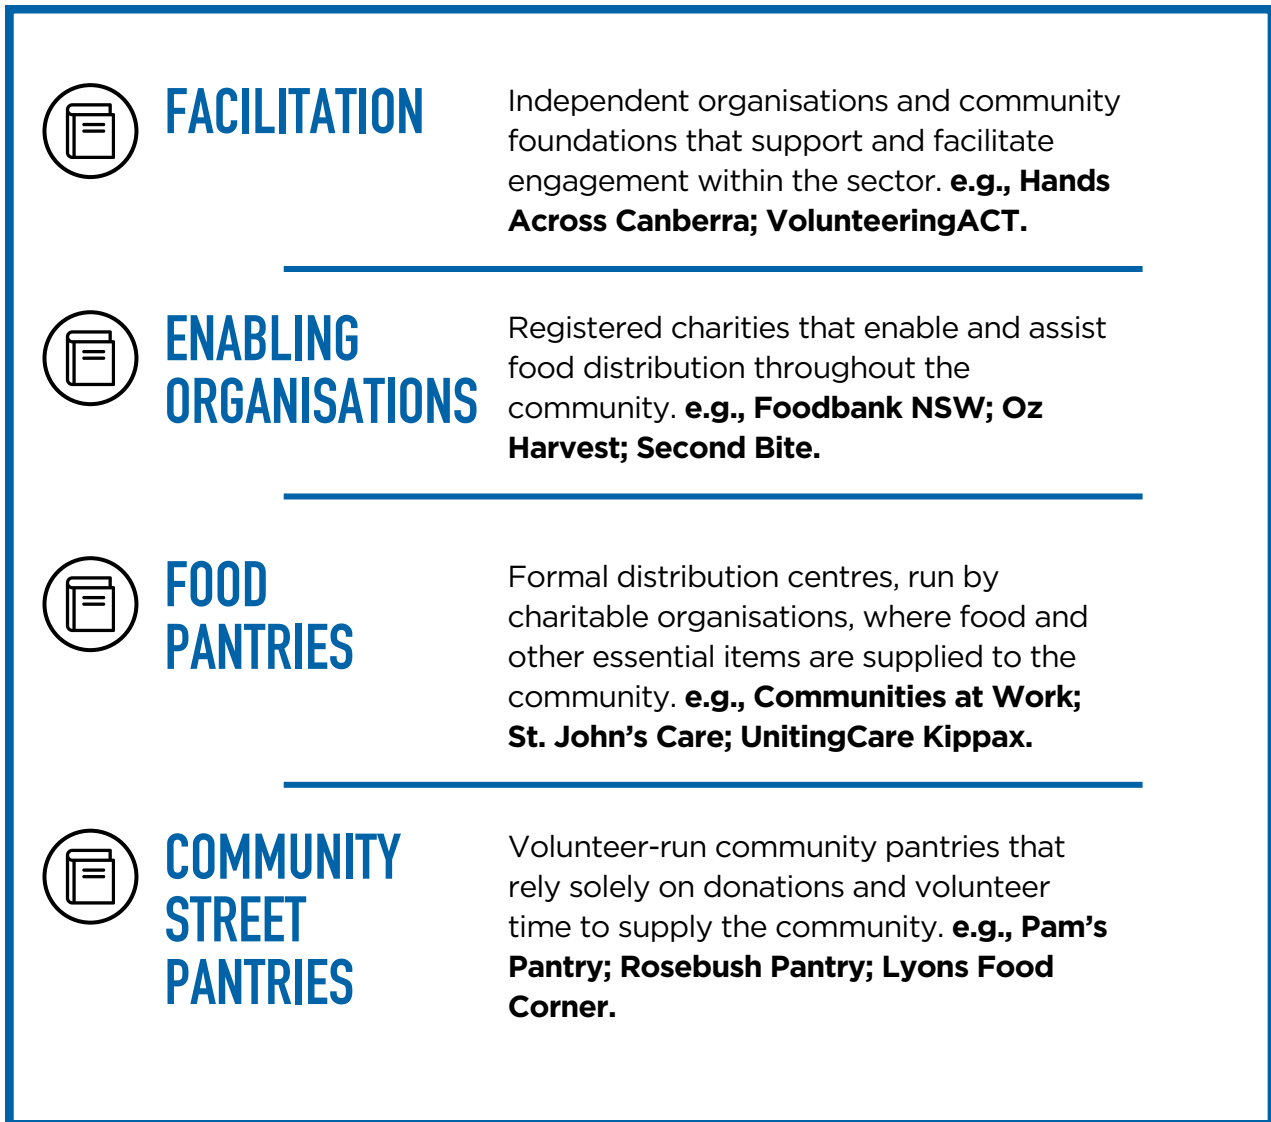 FACILITATION
Independent organisations and community
foundations that support and facilitate
engagement within the sector. e.g., Hands
Across Canberra; VolunteeringACT.
ENABLING
ORGANISATIONS
Registered charities that enable and assist
food distribution throughout the
community. e.g., Foodbank NSW; Oz
Harvest; Second Bite.
FOOD
PANTRIES
Formal distribution centres, run by
charitable organisations, where food and
other essential items are supplied to the
community. e.g., Communities at Work;
St. John’s Care; UnitingCare Kippax.
COMMUNITY
STREET
PANTRIES
Volunteer-run community pantries that
rely solely on donations and volunteer
time to supply the community. e.g., Pam’s
Pantry; Rosebush Pantry; Lyons Food
Corner.